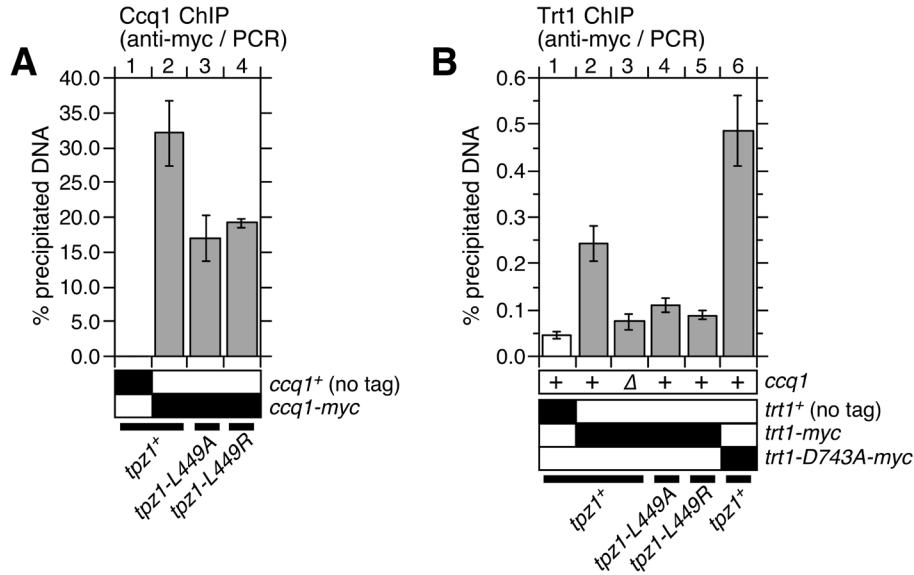 A
Ccq1 ChIP
(anti-myc / PCR)
1 2 3 4
% precipitated DNA
40.0
35.0
30.0
25.0
20.0
15.0
10.0
5.0
0.0
ccq1+ (no tag)
ccq1-myc
tpz1+
tpz1-L449A
tpz1-L449R
B
Trt1 ChIP
(anti-myc / PCR)
1 2 3 4 5 6
% precipitated DNA
0.6
0.5
0.4
0.3
0.2
0.1
0.0
+ + Δ + + + ccq1
trt1+ (no tag)
trt1-myc
trt1-D743A-myc
tpz1+
tpz1-L449A
tpz1-L449R
tpz1+